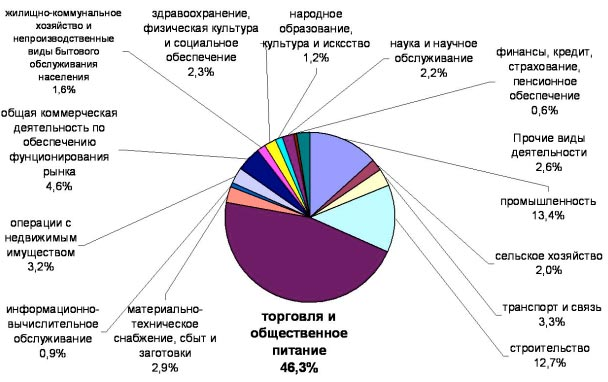 жилищно-коммунальное
хозяйство и
непроизводственные
виды бытового
обслуживания
населения
1,6%
здравоохранение,
физическая культура
и социальное
обеспечение
2,3%
народное
образование,
культура и исксство
1,2%
наука и научное
обслуживание
2,2%
финансы, кредит,
страхование,
пенсионное
обеспечение
0,6%
общая коммерческая
деятельность по
обеспечению
фунционирования
рынка
4,6%
Прочие виды
деятельности
2,6%
промышленность
13,4%
операции с
недвижимым
имуществом
3,2%
сельское хозяйство
2,0%
информационно-
вычислительное
обслуживание
0,9%
материально-
техническое
снабжение, сбыт и
заготовки
2,9%
торговля и
общественное
питание
46,3%
транспорт и связь
3,3%
строительство
12,7%